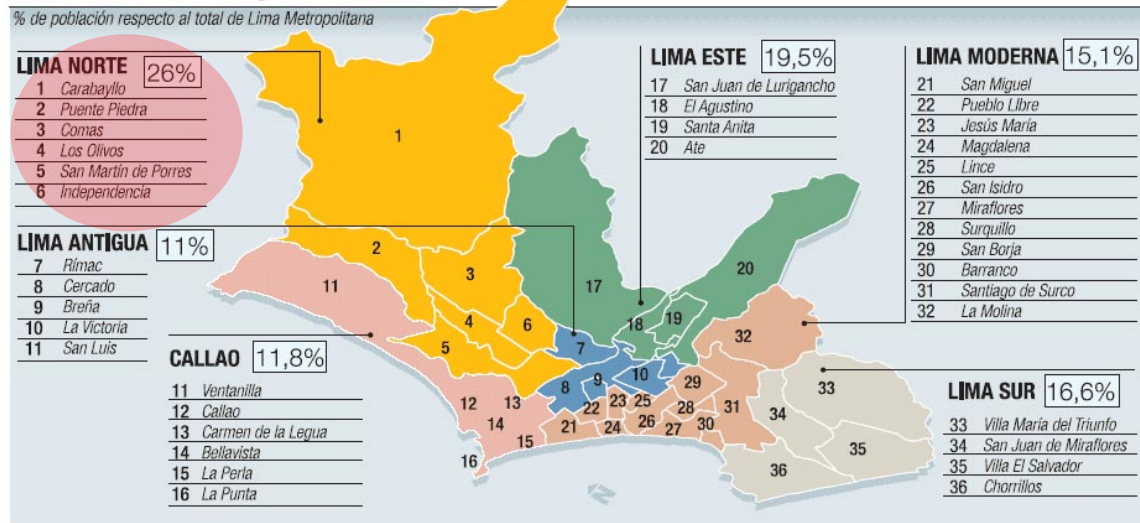 % de población respecto al total de Lima Metropolitana
LIMA NORTE 26%
1 Carabayllo
2 Puente Piedra
3 Comas
4 Los Olivos
5 San Martín de Porres
6 Independencia
LIMA ANTIGUA 11%
7 Rímac
8 Cercado
9 Breña
10 La Victoria
11 San Luis
CALLAO 11,8%
11 Ventanilla
12 Callao
13 Carmen de la Legua
14 Bellavista
15 La Perla
16 La Punta
LIMA ESTE 19,5%
17 San Juan de Lurigancho
18 El Agustino
19 Santa Anita
20 Ate
LIMA MODERNA 15,1%
21 San Miguel
22 Pueblo Libre
23 Jesús María
24 Magdalena
25 Lince
26 San Isidro
27 Miraflores
28 Surquillo
29 San Borja
30 Barranco
31 Santiago de Surco
32 La Molina
LIMA SUR 16,6%
33 Villa María del Triunfo
34 San Juan de Miraflores
35 Villa El Salvador
36 Chorrillos
1
2
11
3
17
20
4
6
18
19
5
7
32
8
9
10
29
33
12
13
22
23
25
28
31
34
14
21
24
26
27
30
35
15
16
36
N